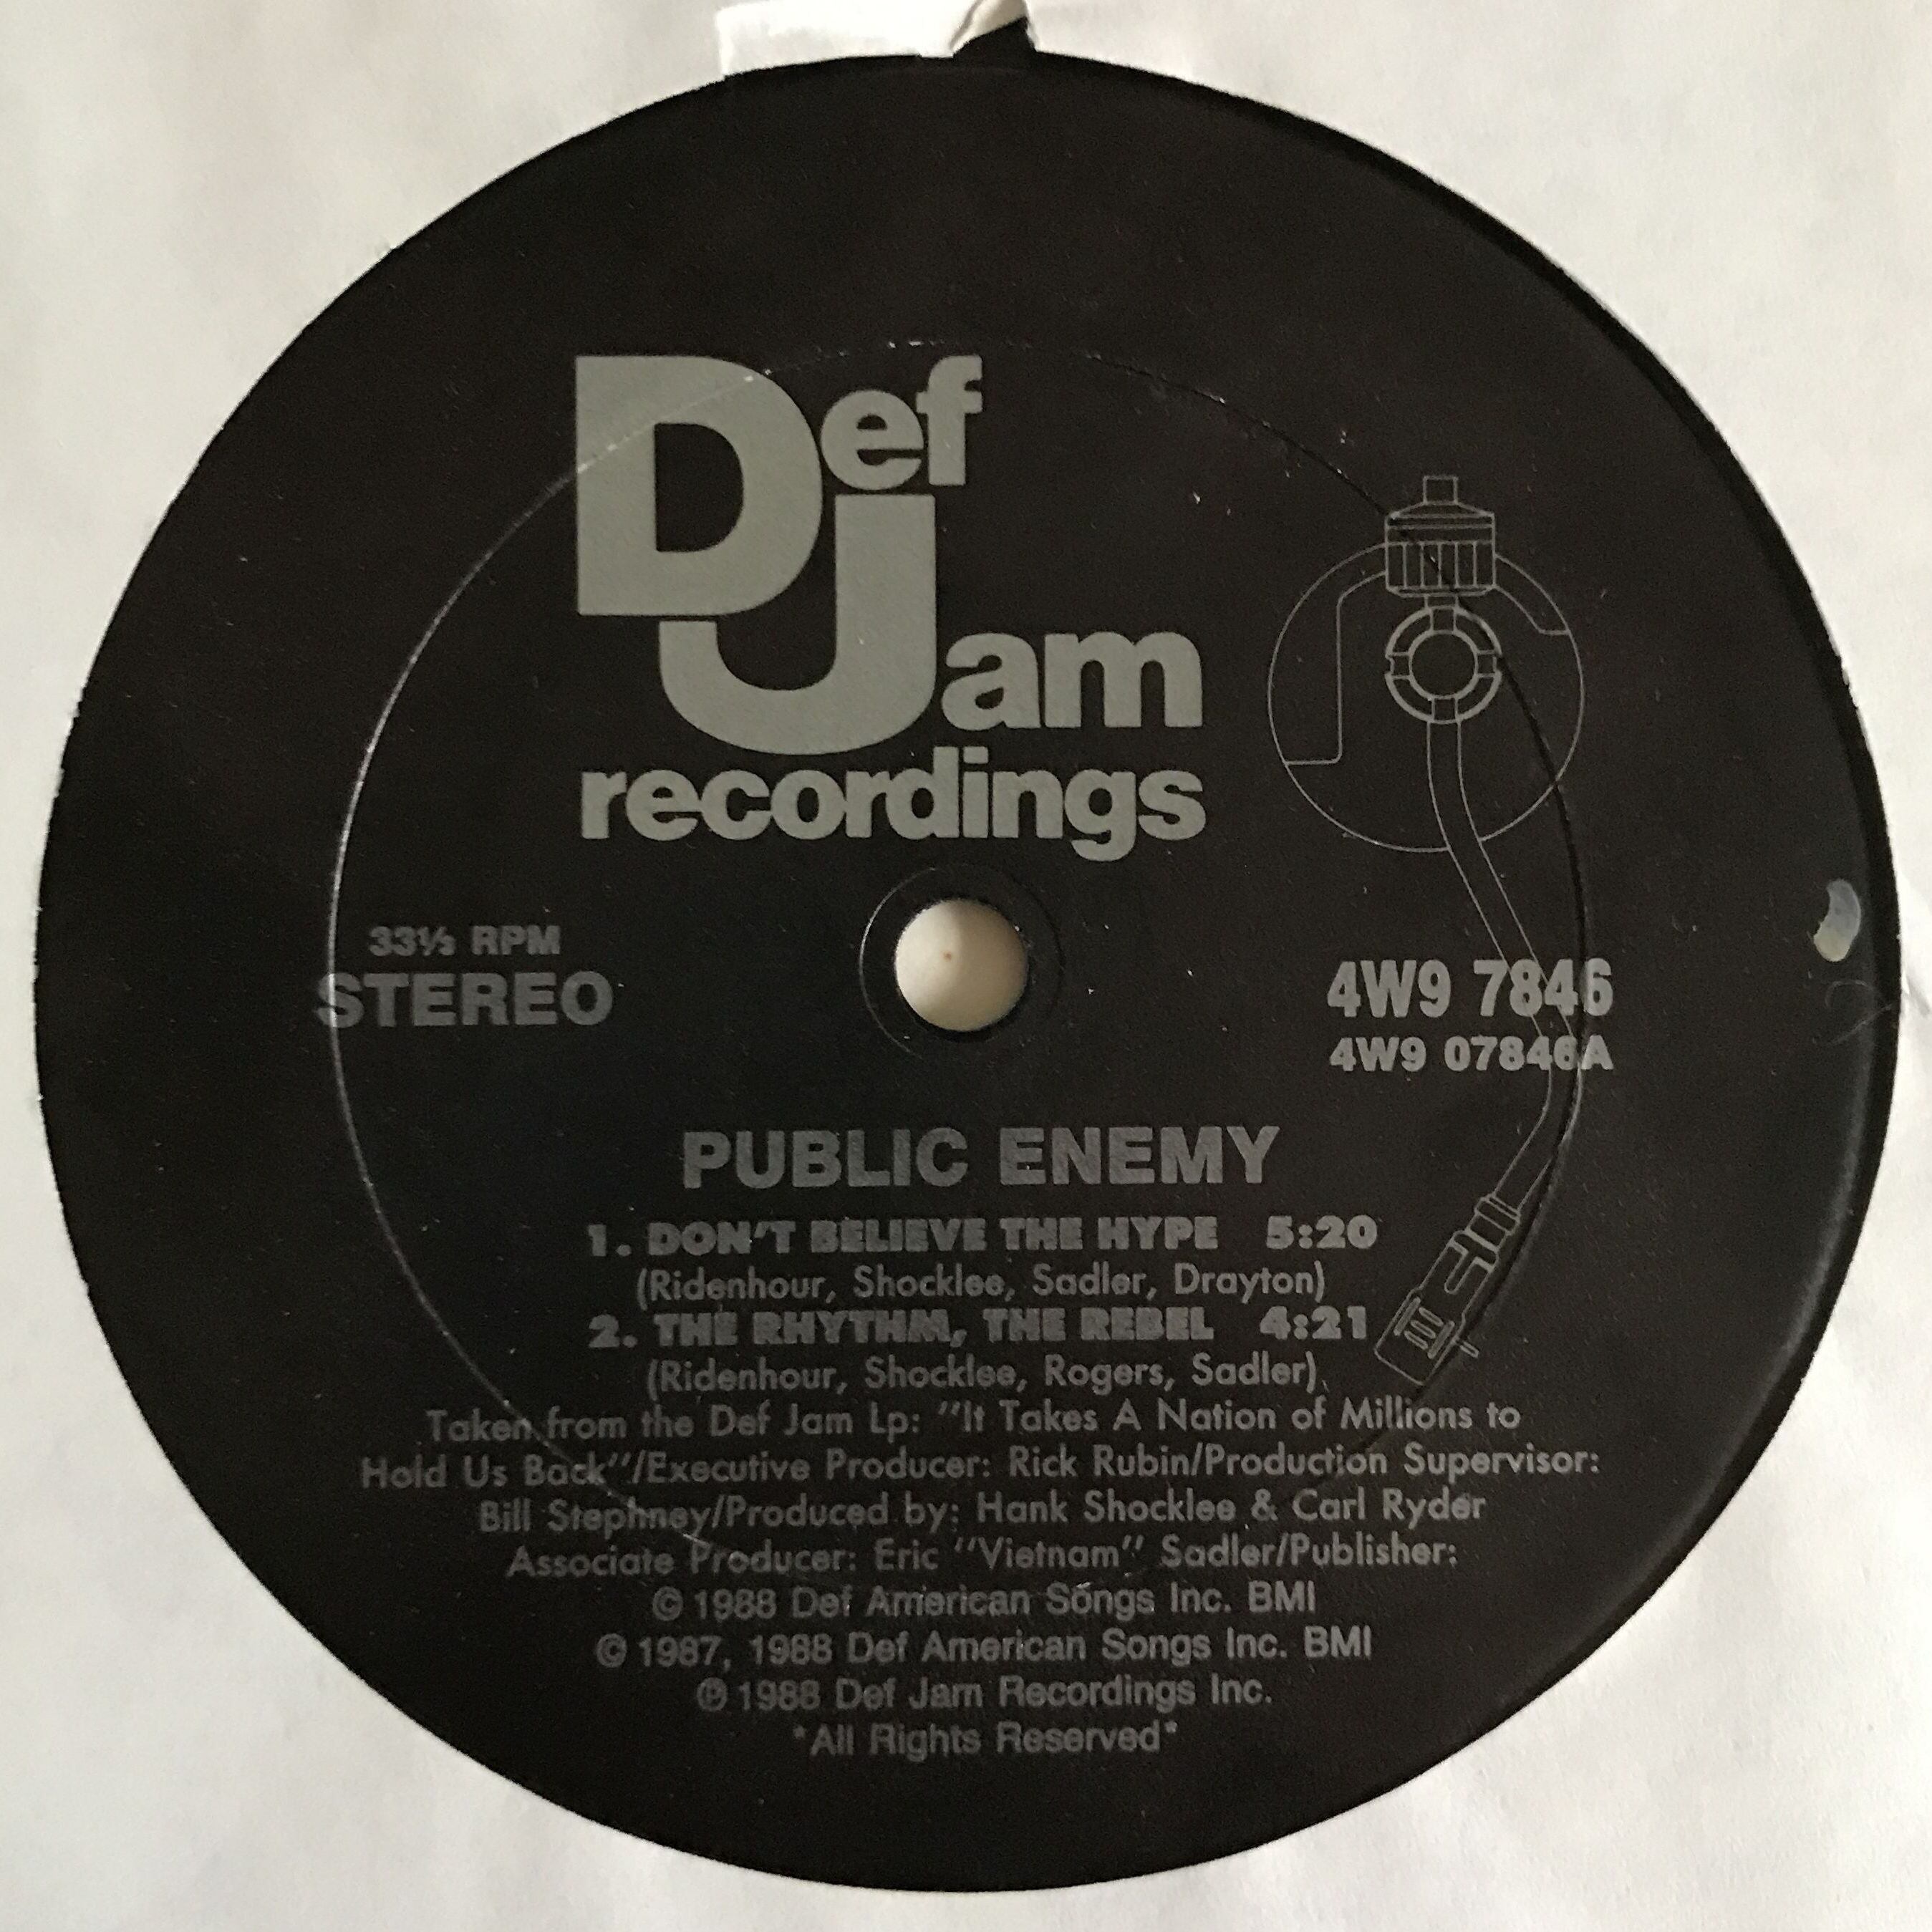 Def
Jam
recordings
33⅓ RPM
STEREO
4W9 7846
4W9 07846A
PUBLIC ENEMY
1. DON'T BELIEVE THE HYPE 5:20
(Ridenhour, Shocklee, Sadler, Drayton)
2. THE RHYTHM, THE REBEL 4:21
(Ridenhour, Shocklee, Rogers, Sadler)
Taken from the Def Jam Lp: "It Takes A Nation of Millions to
Hold Us Back"/Executive Producer: Rick Rubin/Production Supervisor:
Bill Stephney/Produced by: Hank Shocklee & Carl Ryder
Associate Producer: Eric "Vietnam" Sadler/Publisher:
© 1988 Def American Songs Inc. BMI
© 1987, 1988 Def American Songs Inc. BMI
℗ 1988 Def Jam Recordings Inc.
*All Rights Reserved*